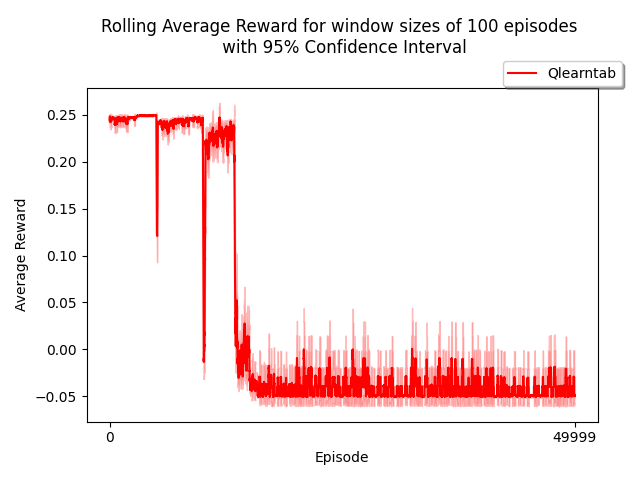 Rolling Average Reward for window sizes of 100 episodes
with 95% Confidence Interval
Qlearntab
0.25
0.20
0.15
0.10
0.05
0.00
−0.05
Average Reward
0
49999
Episode